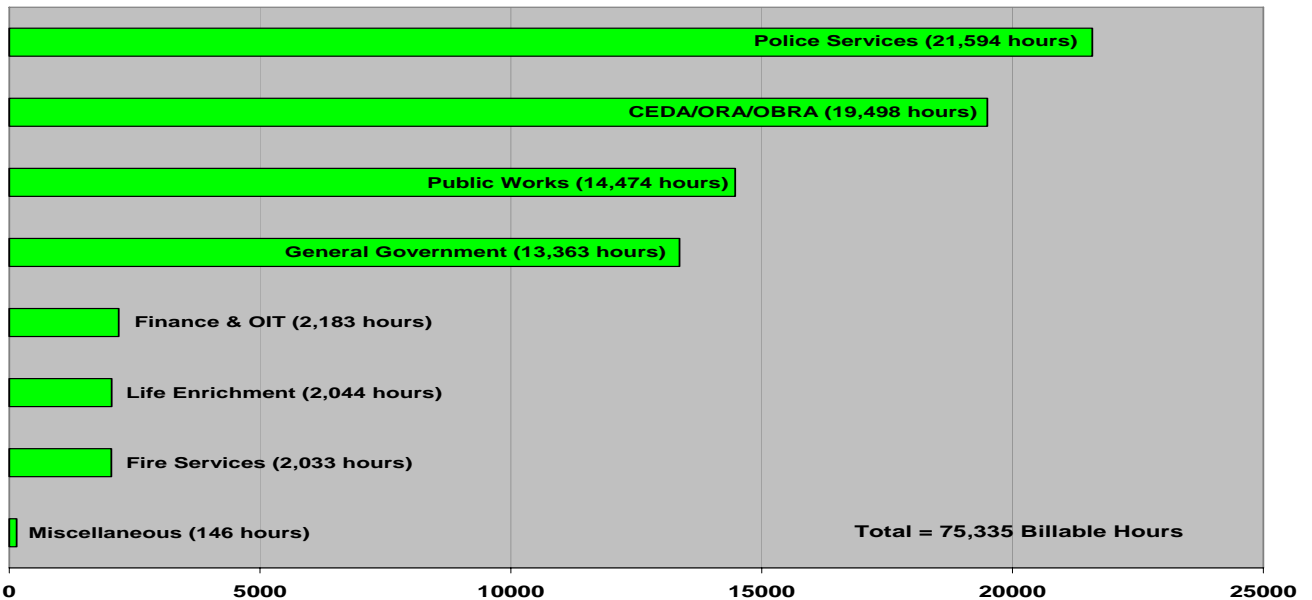 Police Services (21,594 hours)
CEDA/ORA/OBRA (19,498 hours)
Public Works (14,474 hours)
General Government (13,363 hours)
Finance & OIT (2,183 hours)
Life Enrichment (2,044 hours)
Fire Services (2,033 hours)
Miscellaneous (146 hours)
Total = 75,335 Billable Hours
0 5000 10000 15000 20000 25000